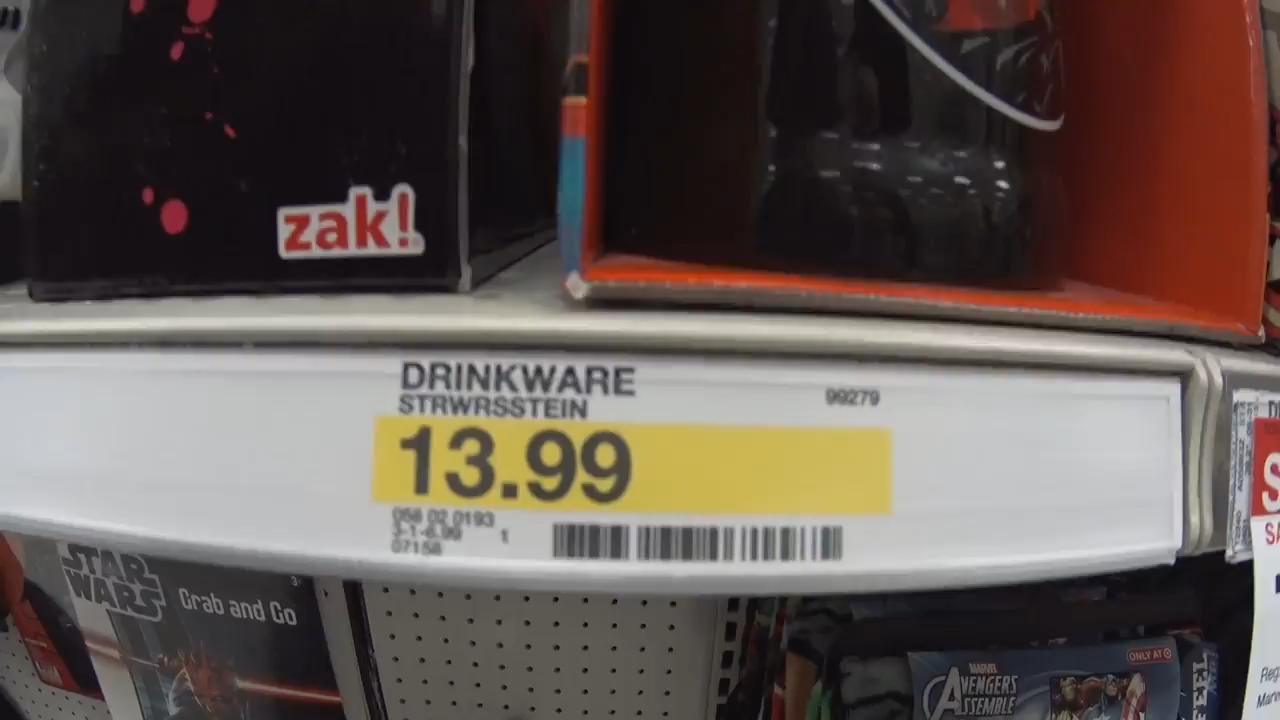 zak!
DRINKWARE
STRWRSSTEIN
99279
13.99
058 02 0193
3-1-6.99 1
07158
STAR
WARS
Grab and Go
ONLY AT
MARVEL
AVENGERS
ASSEMBLE